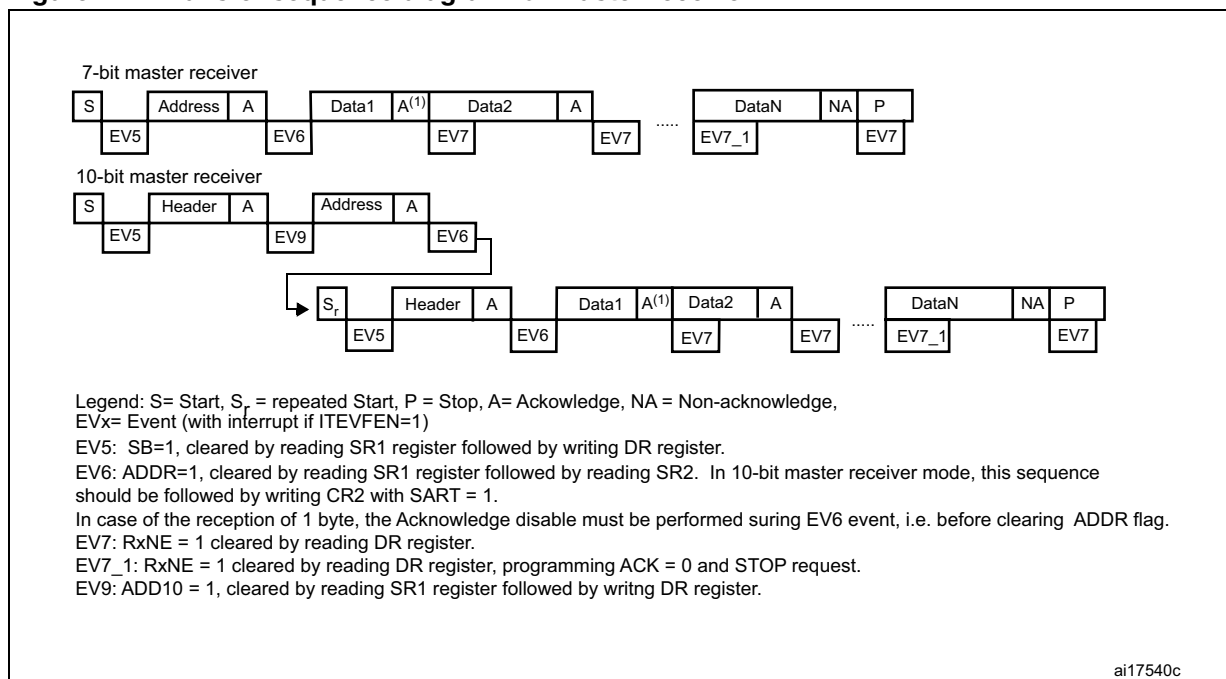 7-bit master receiver
S Address A Data1 A(1) Data2 A ..... DataN NA P
EV5 EV6 EV7 EV7 EV7_1 EV7
10-bit master receiver
S Header A Address A
EV5 EV9 EV6
Sr Header A Data1 A(1) Data2 A ..... DataN NA P
EV5 EV6 EV7 EV7 EV7_1 EV7
Legend: S= Start, Sr = repeated Start, P = Stop, A= Ackowledge, NA = Non-acknowledge,
EVx= Event (with interrupt if ITEVFEN=1)
EV5: SB=1, cleared by reading SR1 register followed by writing DR register.
EV6: ADDR=1, cleared by reading SR1 register followed by reading SR2. In 10-bit master receiver mode, this sequence
should be followed by writing CR2 with SART = 1.
In case of the reception of 1 byte, the Acknowledge disable must be performed suring EV6 event, i.e. before clearing ADDR flag.
EV7: RxNE = 1 cleared by reading DR register.
EV7_1: RxNE = 1 cleared by reading DR register, programming ACK = 0 and STOP request.
EV9: ADD10 = 1, cleared by reading SR1 register followed by writng DR register.
ai17540c